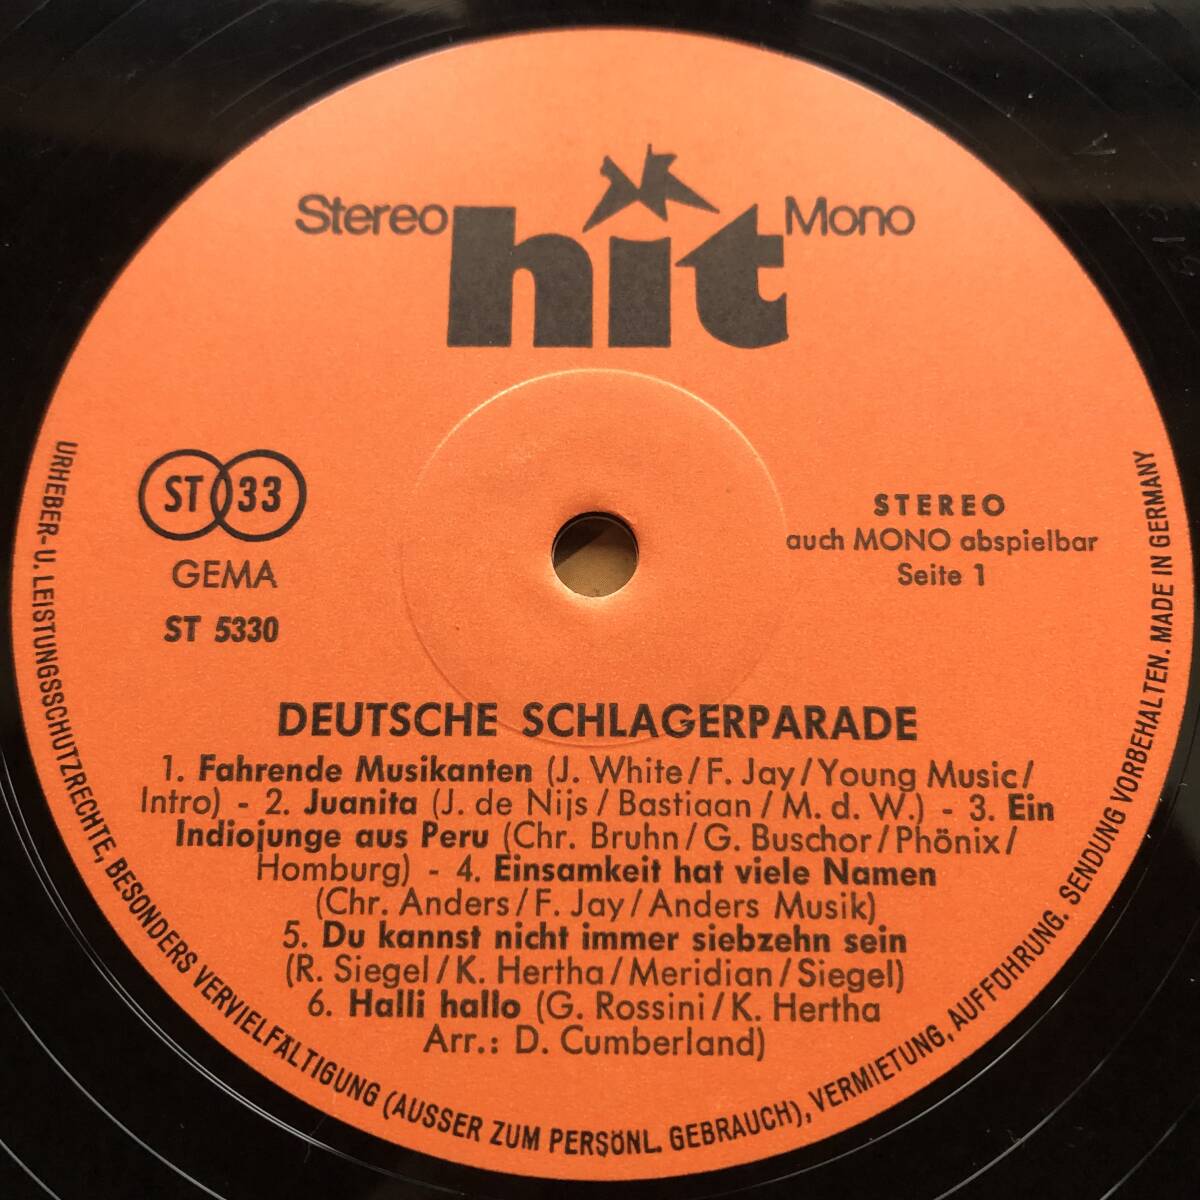 Stereo hit Mono
ST 33
GEMA
ST 5330
STEREO
auch MONO abspielbar
Seite 1
DEUTSCHE SCHLAGERPARADE
1. Fahrende Musikanten (J. White/F. Jay/Young Music/
Intro) - 2. Juanita (J. de Nijs/Bastiaan/M. d. W.) - 3. Ein
Indiojunge aus Peru (Chr. Bruhn/G. Buschor/Phönix/
Homburg) - 4. Einsamkeit hat viele Namen
(Chr. Anders/F. Jay/Anders Musik)
5. Du kannst nicht immer siebzehn sein
(R. Siegel/K. Hertha/Meridian/Siegel)
6. Halli hallo (G. Rossini/K. Hertha
Arr.: D. Cumberland)
URHEBER-U. LEISTUNGSSCHUTZRECHTE, BESONDERS VERVIELFÄLTIGUNG (AUSSER ZUM PERSÖNL. GEBRAUCH), VERMIETUNG, AUFFÜHRUNG. SENDUNG VORBEHALTEN. MADE IN GERMANY